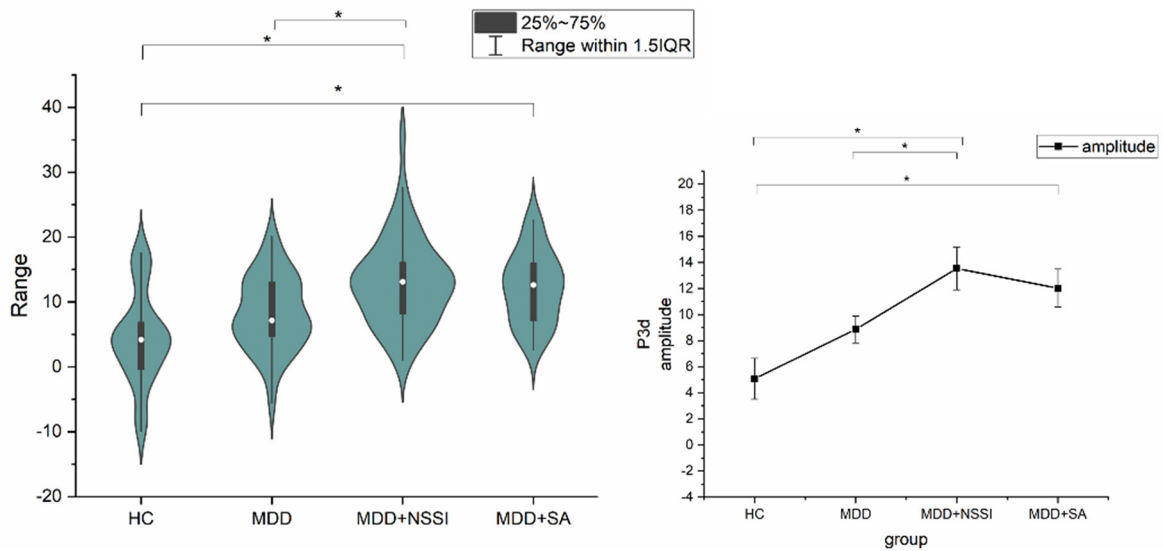 25%~75%
Range within 1.5IQR
*
*
*
40
30
20
10
0
-10
-20
Range
HC
MDD
MDD+NSSI
MDD+SA
amplitude
*
*
*
20
18
16
14
12
10
8
6
4
2
0
-2
-4
P3d
amplitude
HC
MDD
MDD+NSSI
MDD+SA
group